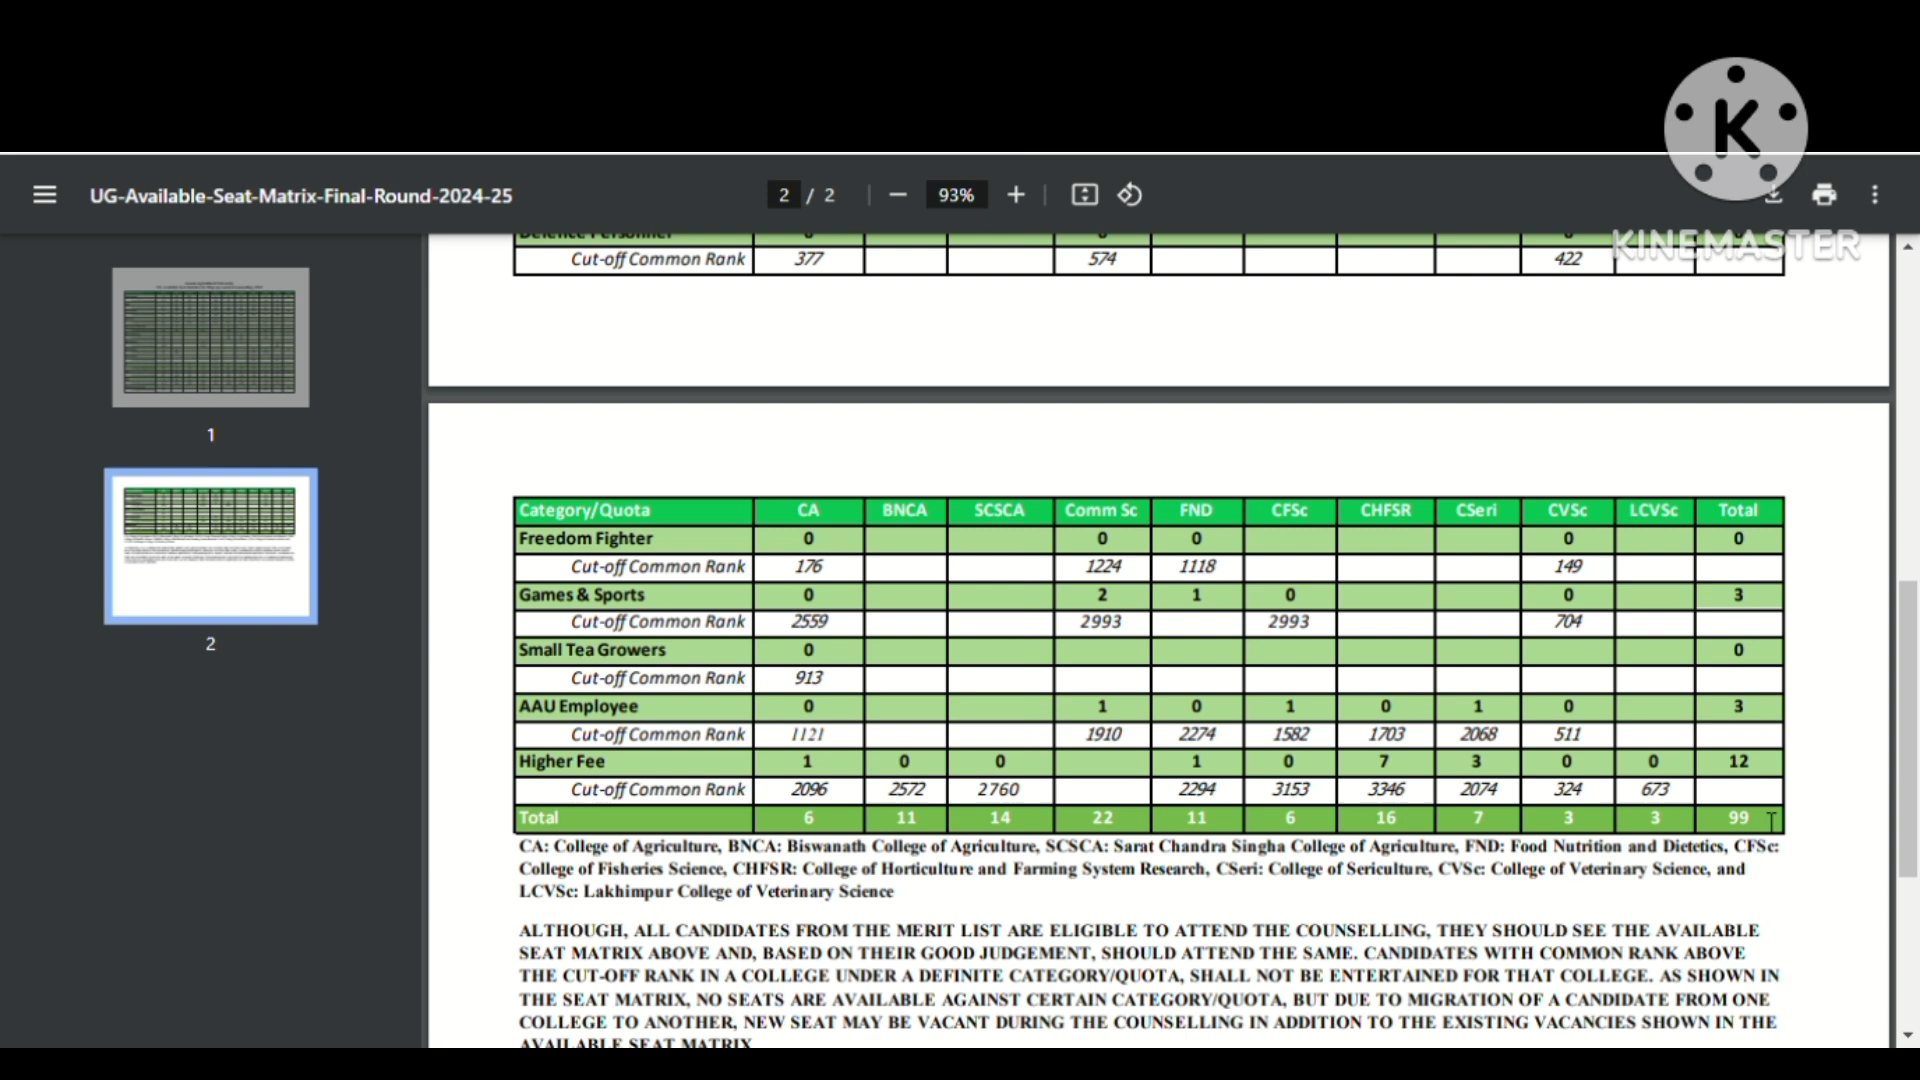 K
KINEMASTER
UG-Available-Seat-Matrix-Final-Round-2024-25
2 / 2
93%
1
2
Defence Personnel 0 0 0
Cut-off Common Rank 377 574 422
Category/Quota CA BNCA SCSCA Comm Sc FND CFSc CHFSR CSeri CVSc LCVSc Total
Freedom Fighter 0 0 0 0 0
Cut-off Common Rank 176 1224 1118 149
Games & Sports 0 2 1 0 0 3
Cut-off Common Rank 2559 2993 2993 704
Small Tea Growers 0 0
Cut-off Common Rank 913
AAU Employee 0 1 0 1 0 1 0 3
Cut-off Common Rank 1121 1910 2274 1582 1703 2068 511
Higher Fee 1 0 0 1 0 7 3 0 0 12
Cut-off Common Rank 2096 2572 2760 2294 3153 3346 2074 324 673
Total 6 11 14 22 11 6 16 7 3 3 99
CA: College of Agriculture, BNCA: Biswanath College of Agriculture, SCSCA: Sarat Chandra Singha College of Agriculture, FND: Food Nutrition and Dietetics, CFSc:
College of Fisheries Science, CHFSR: College of Horticulture and Farming System Research, CSeri: College of Sericulture, CVSc: College of Veterinary Science, and
LCVSc: Lakhimpur College of Veterinary Science
ALTHOUGH, ALL CANDIDATES FROM THE MERIT LIST ARE ELIGIBLE TO ATTEND THE COUNSELLING, THEY SHOULD SEE THE AVAILABLE
SEAT MATRIX ABOVE AND, BASED ON THEIR GOOD JUDGEMENT, SHOULD ATTEND THE SAME. CANDIDATES WITH COMMON RANK ABOVE
THE CUT-OFF RANK IN A COLLEGE UNDER A DEFINITE CATEGORY/QUOTA, SHALL NOT BE ENTERTAINED FOR THAT COLLEGE. AS SHOWN IN
THE SEAT MATRIX, NO SEATS ARE AVAILABLE AGAINST CERTAIN CATEGORY/QUOTA, BUT DUE TO MIGRATION OF A CANDIDATE FROM ONE
COLLEGE TO ANOTHER, NEW SEAT MAY BE VACANT DURING THE COUNSELLING IN ADDITION TO THE EXISTING VACANCIES SHOWN IN THE
AVAILABLE SEAT MATRIX